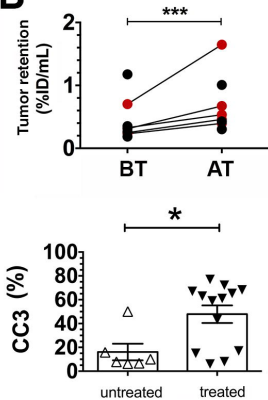 B
***
Tumor retention
(%ID/mL)
2
1
0
BT AT
*
CC3 (%)
100
80
60
40
20
0
untreated treated